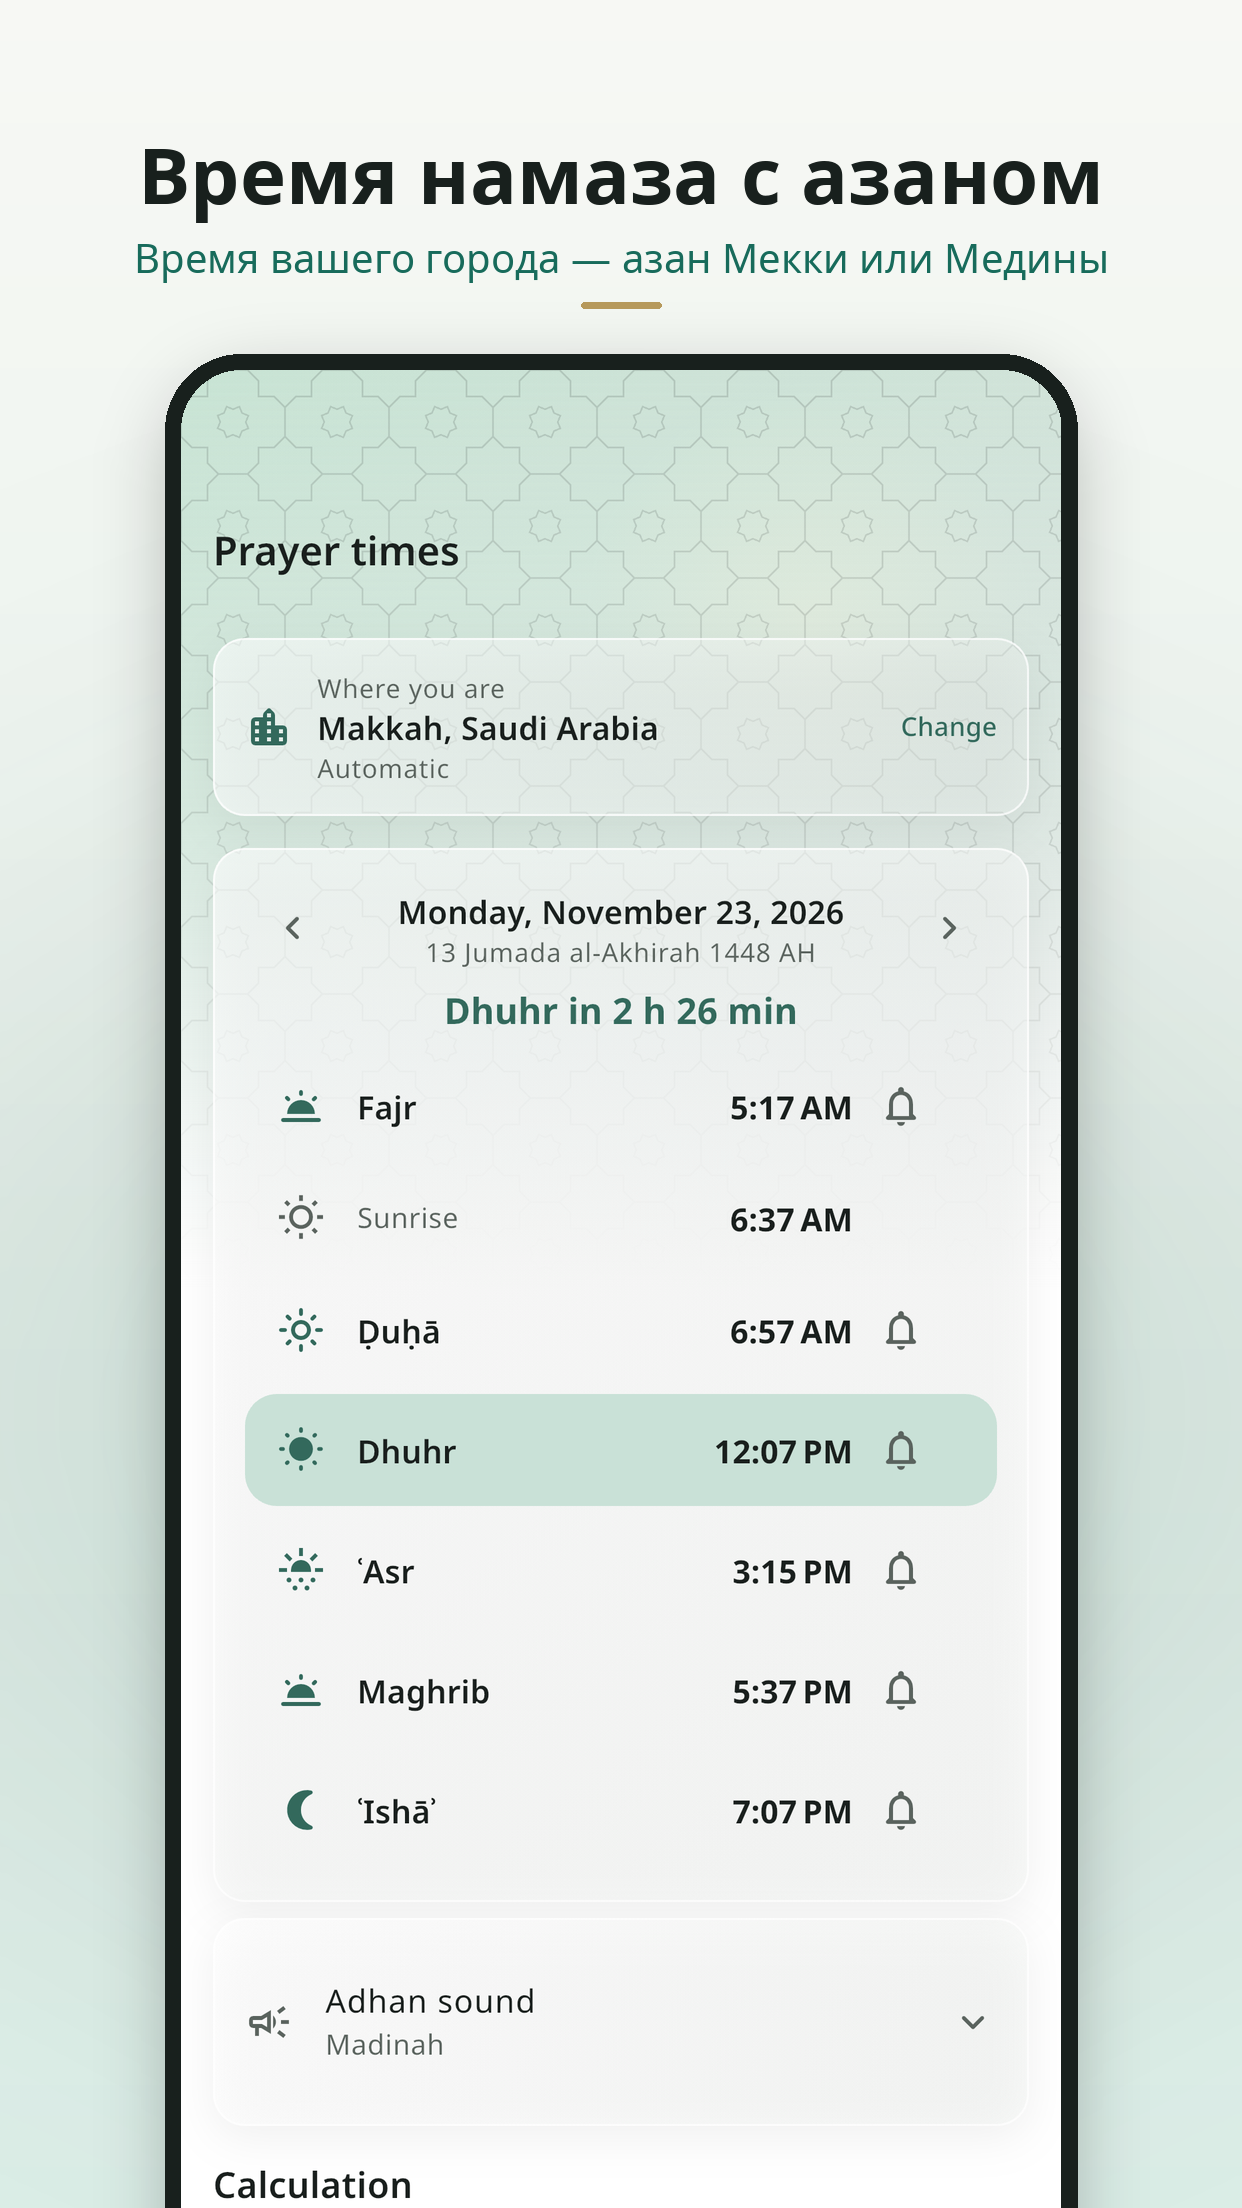 Время намаза с азаном
Время вашего города — азан Мекки или Медины
Prayer times
Where you are
Makkah, Saudi Arabia
Automatic
Change
Monday, November 23, 2026
13 Jumada al-Akhirah 1448 AH
Dhuhr in 2 h 26 min
Fajr 5:17 AM
Sunrise 6:37 AM
Ḍuḥā 6:57 AM
Dhuhr 12:07 PM
ʿAsr 3:15 PM
Maghrib 5:37 PM
ʿIshāʾ 7:07 PM
Adhan sound
Madinah
Calculation